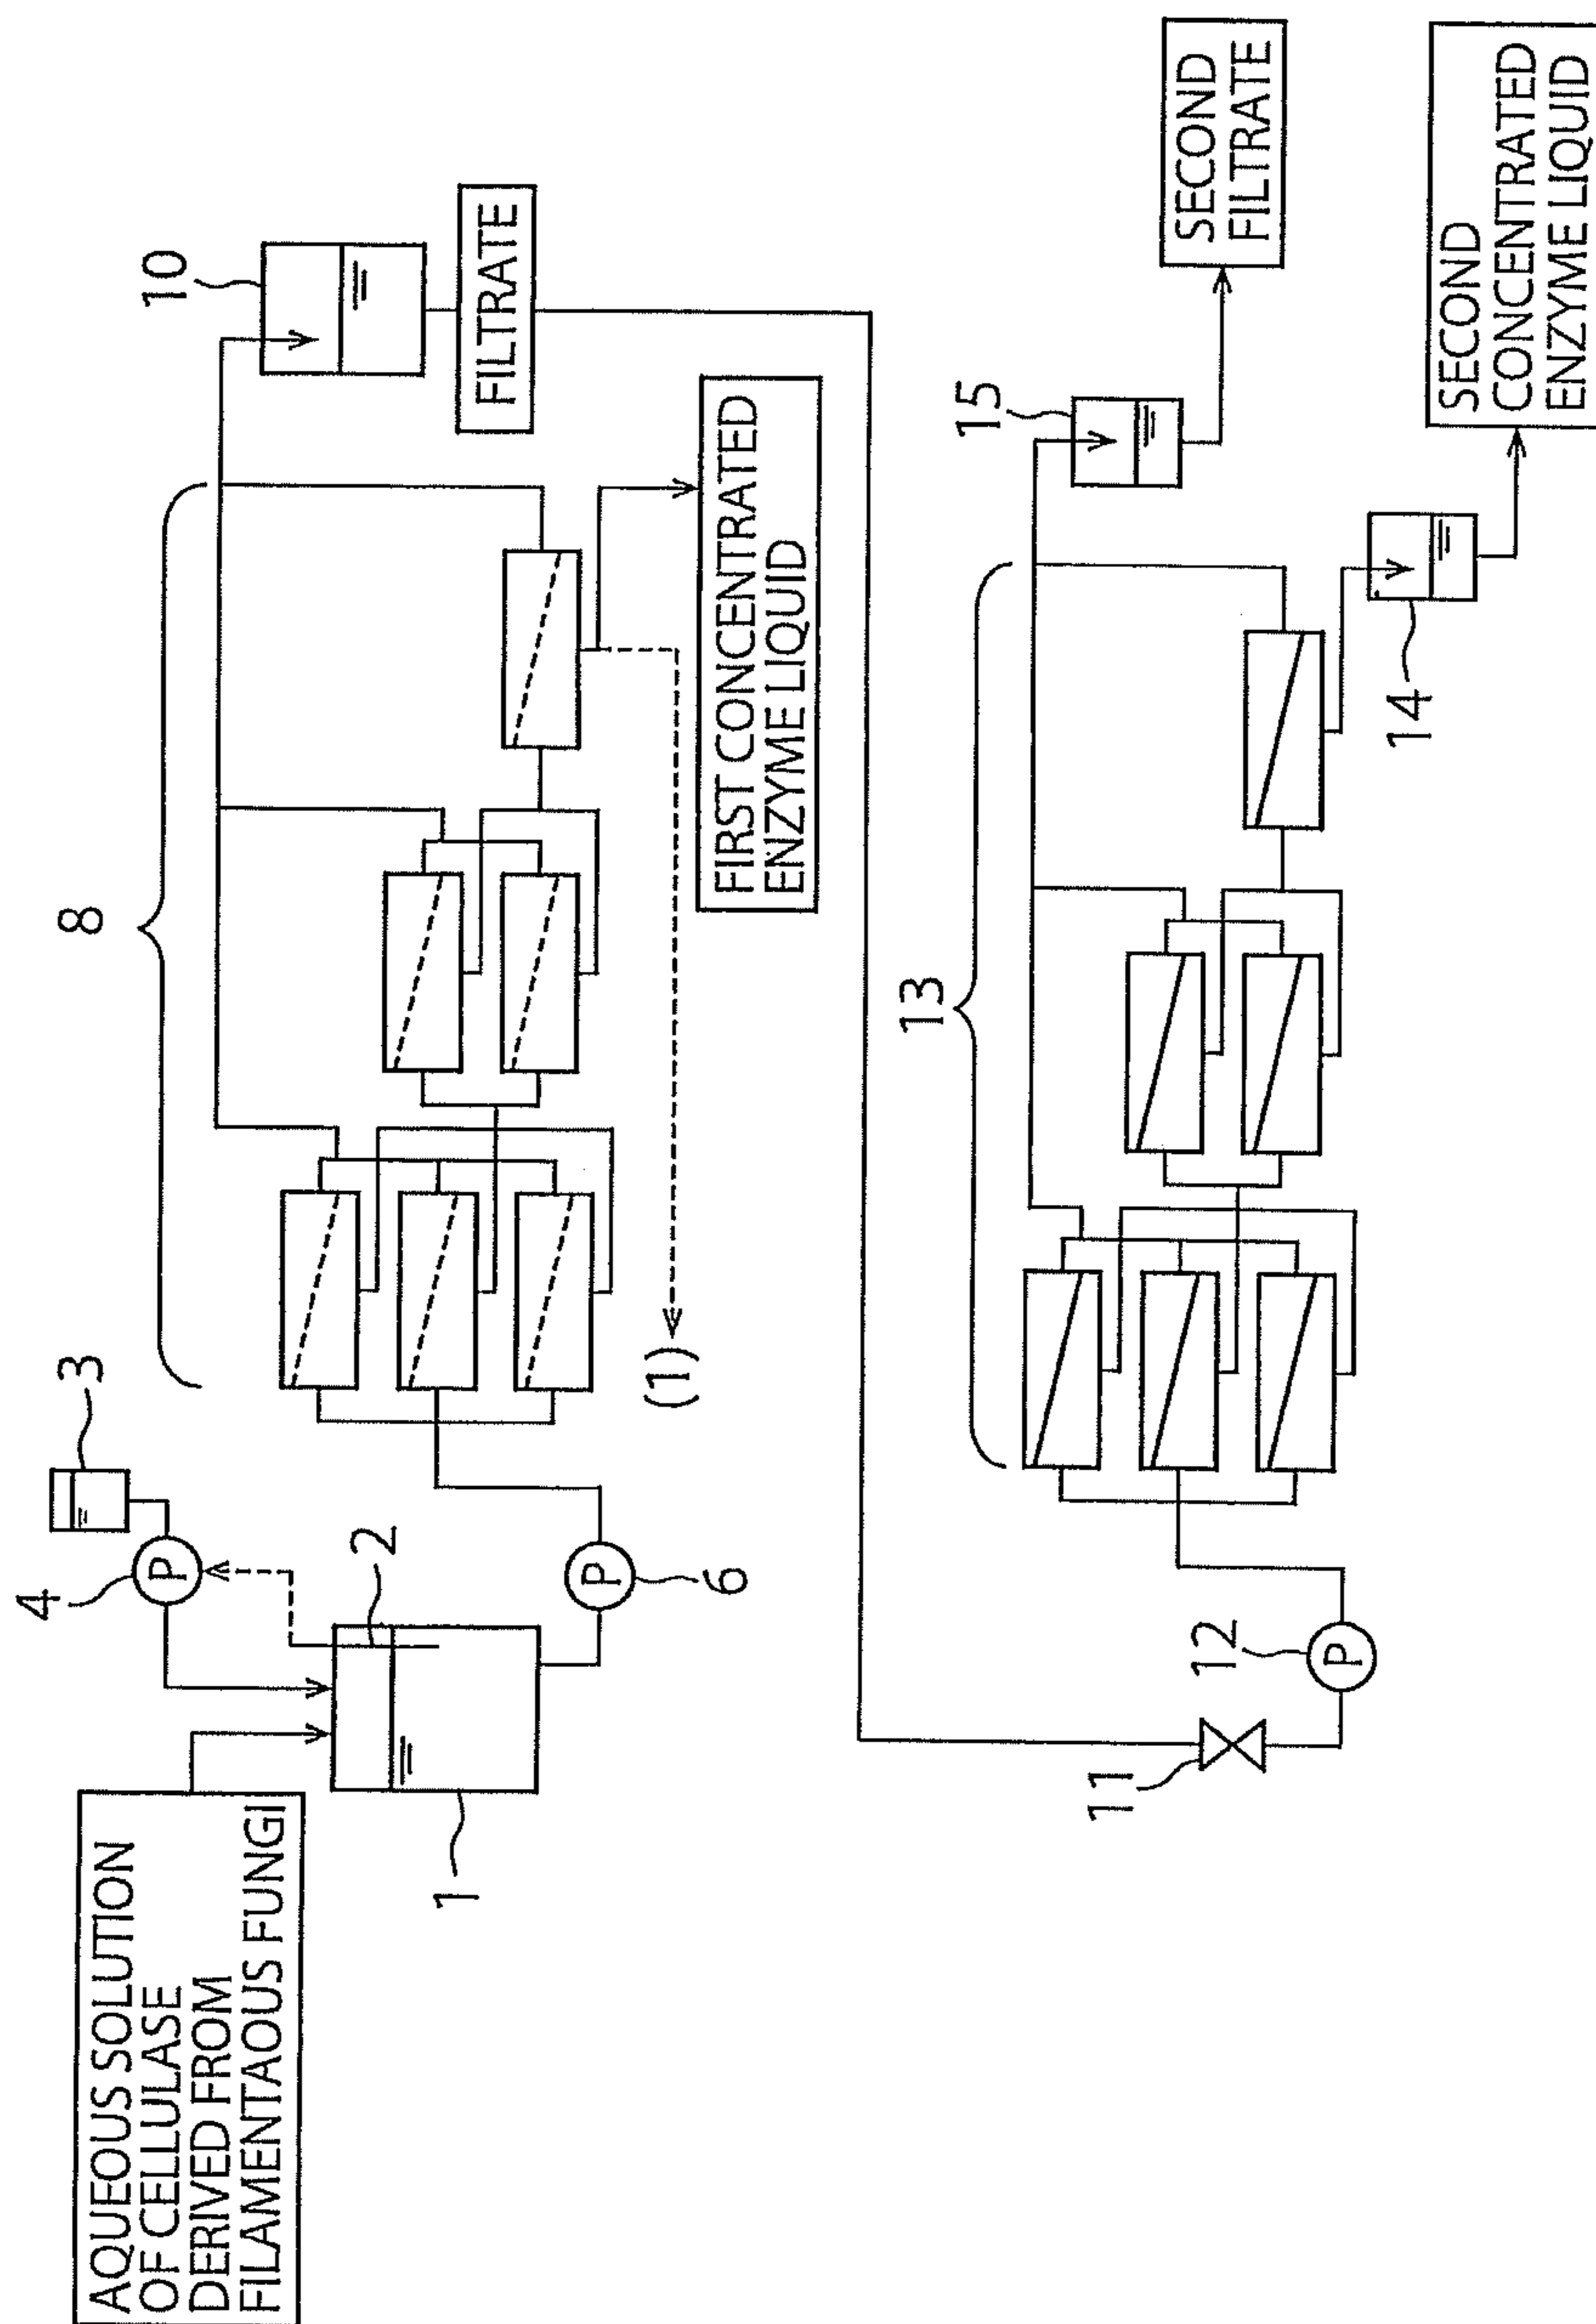 AQUEOUS SOLUTION
OF CELLULASE
DERIVED FROM
FILAMENTAOUS FUNGI
1
2
3
4
P
P
6
8
(1)
FIRST CONCENTRATED
ENZYME LIQUID
10
FILTRATE
11
12
P
13
14
15
SECOND
FILTRATE
SECOND
CONCENTRATED
ENZYME LIQUID